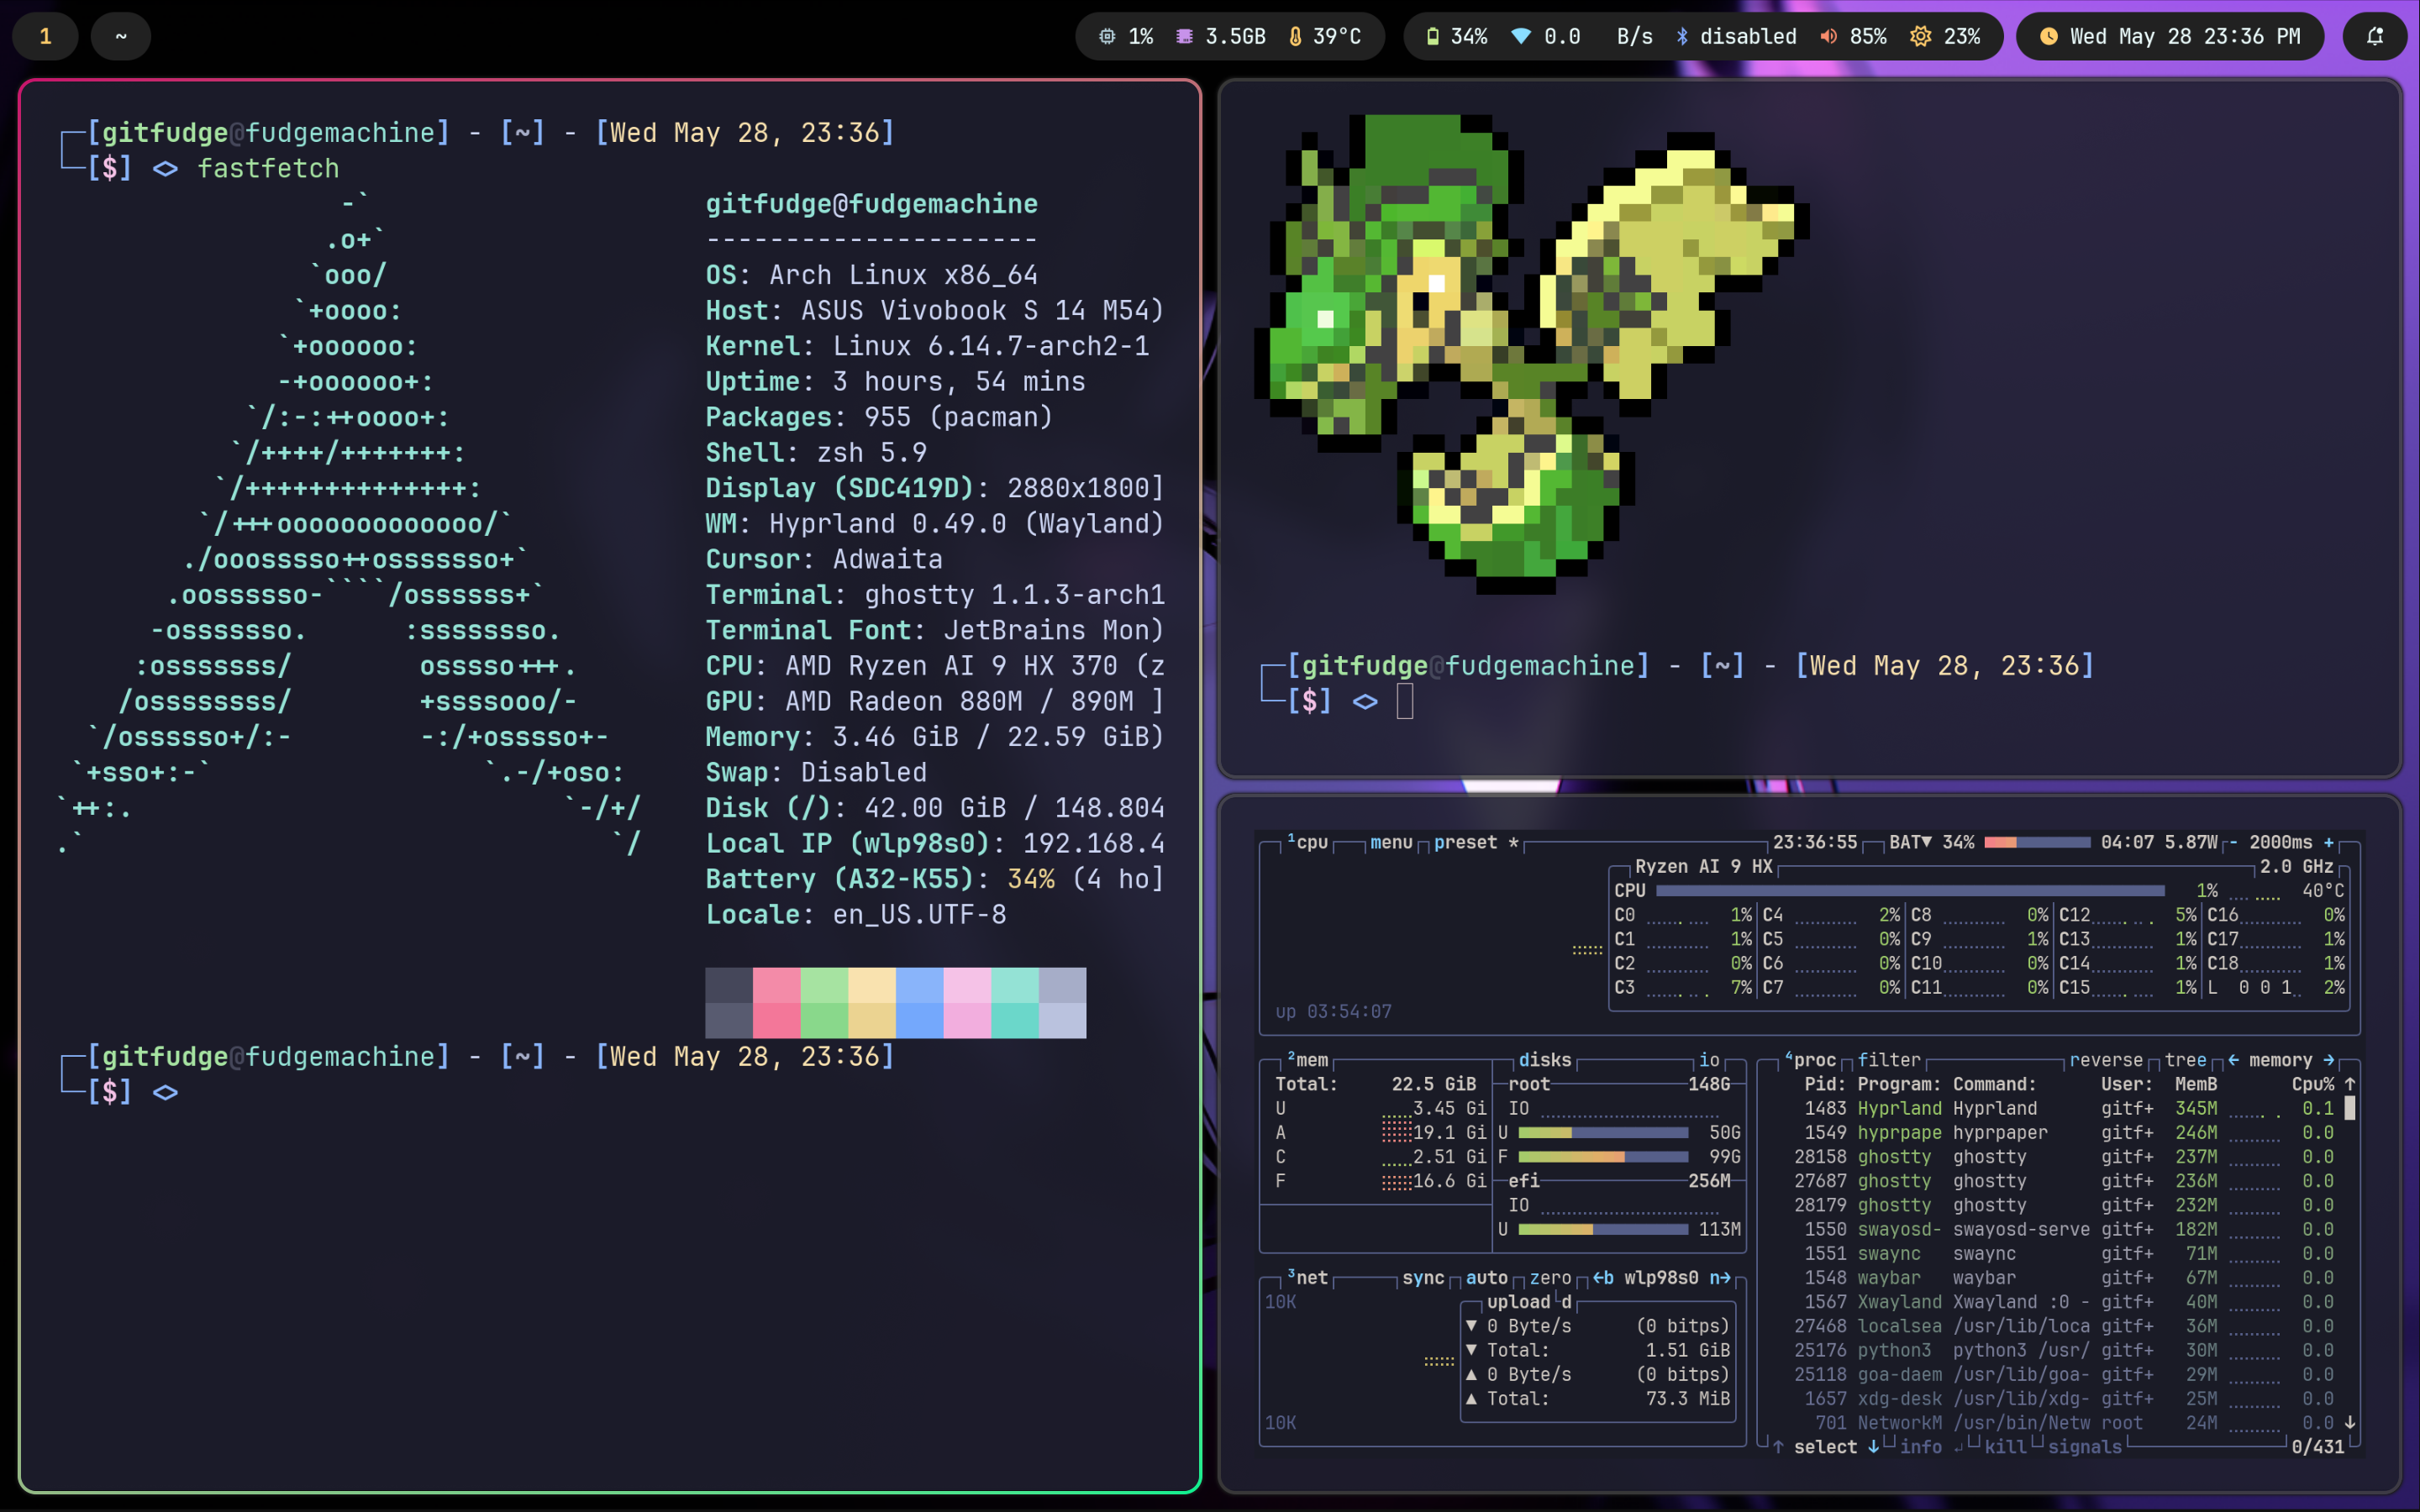 1 ~ 1% 3.5GB 39°C 34% 0.0 B/s disabled 85% 23% Wed May 28 23:36 PM
[gitfudge@fudgemachine] - [~] - [Wed May 28, 23:36]
[$] <> fastfetch
-`
.o+`
`ooo/
`+oooo:
`+oooooo:
-+oooooo+:
`/:-:++oooo+:
`/++++/+++++++:
`/++++++++++++++:
`/+++ooooooooooooo/`
./ooosssso++osssssso+`
.oossssso-````/ossssss+`
-osssssso. :ssssssso.
:osssssss/ osssso+++.
/ossssssss/ +ssssooo/-
`/ossssso+/:- -:/+osssso+-
`+sso+:-` `.-/+oso:
`++:. `-/+/
.` `/
gitfudge@fudgemachine
---------------------
OS: Arch Linux x86_64
Host: ASUS Vivobook S 14 M54)
Kernel: Linux 6.14.7-arch2-1
Uptime: 3 hours, 54 mins
Packages: 955 (pacman)
Shell: zsh 5.9
Display (SDC419D): 2880x1800]
WM: Hyprland 0.49.0 (Wayland)
Cursor: Adwaita
Terminal: ghostty 1.1.3-arch1
Terminal Font: JetBrains Mon)
CPU: AMD Ryzen AI 9 HX 370 (z
GPU: AMD Radeon 880M / 890M ]
Memory: 3.46 GiB / 22.59 GiB)
Swap: Disabled
Disk (/): 42.00 GiB / 148.804
Local IP (wlp98s0): 192.168.4
Battery (A32-K55): 34% (4 ho]
Locale: en_US.UTF-8
[gitfudge@fudgemachine] - [~] - [Wed May 28, 23:36]
[$] <>
[gitfudge@fudgemachine] - [~] - [Wed May 28, 23:36]
[$] <>
¹cpu menu preset * 23:36:55 BAT▼ 34% 04:07 5.87W - 2000ms +
Ryzen AI 9 HX 2.0 GHz
CPU 1% 40°C
C0 1% C4 2% C8 0% C12 5% C16 0%
C1 1% C5 0% C9 1% C13 1% C17 1%
C2 0% C6 0% C10 0% C14 1% C18 1%
C3 7% C7 0% C11 0% C15 1% L 0 0 1 2%
up 03:54:07
²mem disks io
Total: 22.5 GiB root 148G
U 3.45 Gi IO
A 19.1 Gi U 50G
C 2.51 Gi F 99G
F 16.6 Gi efi 256M
IO
U 113M
³net sync auto zero ←b wlp98s0 n→
10K upload d
▼ 0 Byte/s (0 bitps)
▼ Total: 1.51 GiB
▲ 0 Byte/s (0 bitps)
▲ Total: 73.3 MiB
10K
⁴proc filter reverse tree ← memory →
Pid: Program: Command: User: MemB Cpu% ↑
1483 Hyprland Hyprland gitf+ 345M 0.1
1549 hyprpape hyprpaper gitf+ 246M 0.0
28158 ghostty ghostty gitf+ 237M 0.0
27687 ghostty ghostty gitf+ 236M 0.0
28179 ghostty ghostty gitf+ 232M 0.0
1550 swayosd- swayosd-serve gitf+ 182M 0.0
1551 swaync swaync gitf+ 71M 0.0
1548 waybar waybar gitf+ 67M 0.0
1567 Xwayland Xwayland :0 - gitf+ 40M 0.0
27468 localsea /usr/lib/loca gitf+ 36M 0.0
25176 python3 python3 /usr/ gitf+ 30M 0.0
25118 goa-daem /usr/lib/goa- gitf+ 29M 0.0
1657 xdg-desk /usr/lib/xdg- gitf+ 25M 0.0
701 NetworkM /usr/bin/Netw root 24M 0.0 ↓
↑ select ↓ info ↲ kill signals 0/431